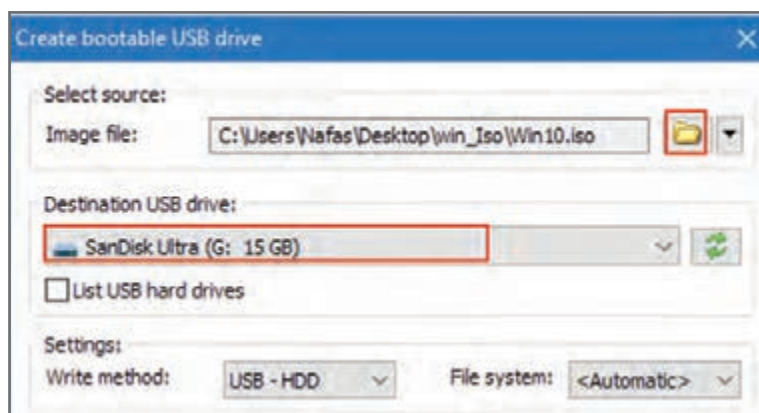 Create bootable USB drive
Select source:
Image file: C:\Users\Nafas\Desktop\win_Iso\Win10.iso
Destination USB drive:
SanDisk Ultra (G: 15 GB)
List USB hard drives
Settings:
Write method: USB - HDD File system: <Automatic>